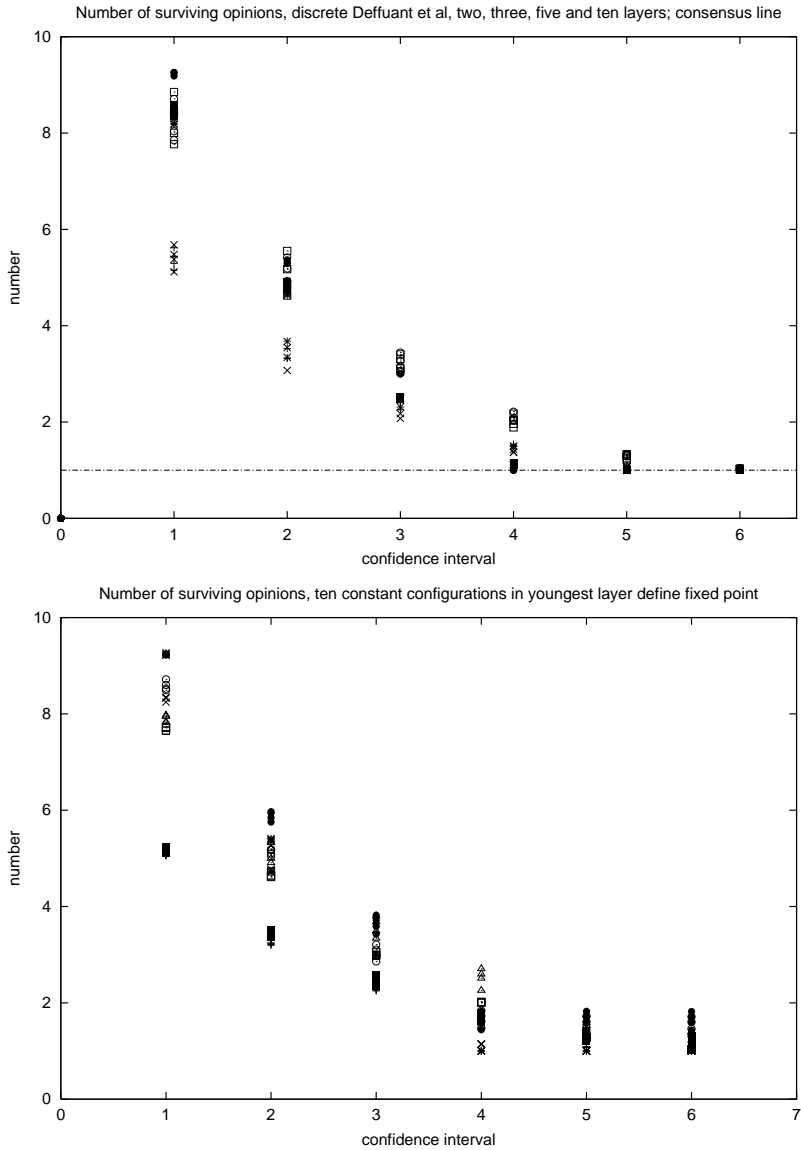 Number of surviving opinions, discrete Deffuant et al, two, three, five and ten layers; consensus line
10
8
6
4
2
0
number
0 1 2 3 4 5 6
confidence interval
Number of surviving opinions, ten constant configurations in youngest layer define fixed point
10
8
6
4
2
0
number
0 1 2 3 4 5 6 7
confidence interval